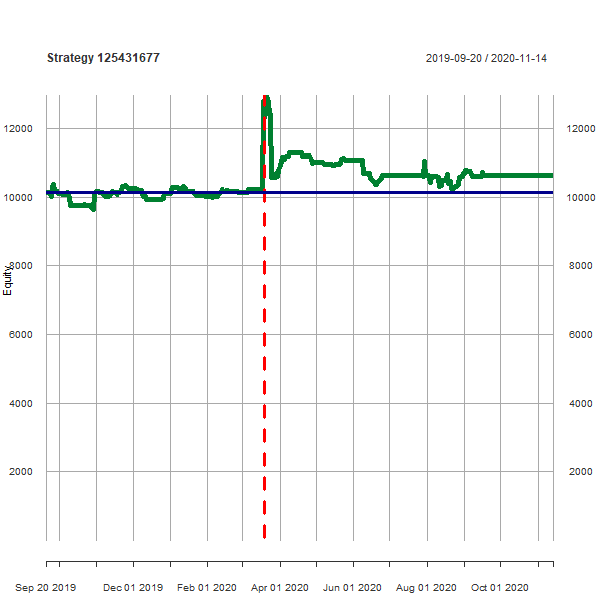 Strategy 125431677
2019-09-20 / 2020-11-14
12000
12000
10000
10000
8000
8000
Equity
6000
6000
4000
4000
2000
2000
Sep 20 2019
Dec 01 2019
Feb 01 2020
Apr 01 2020
Jun 01 2020
Aug 01 2020
Oct 01 2020